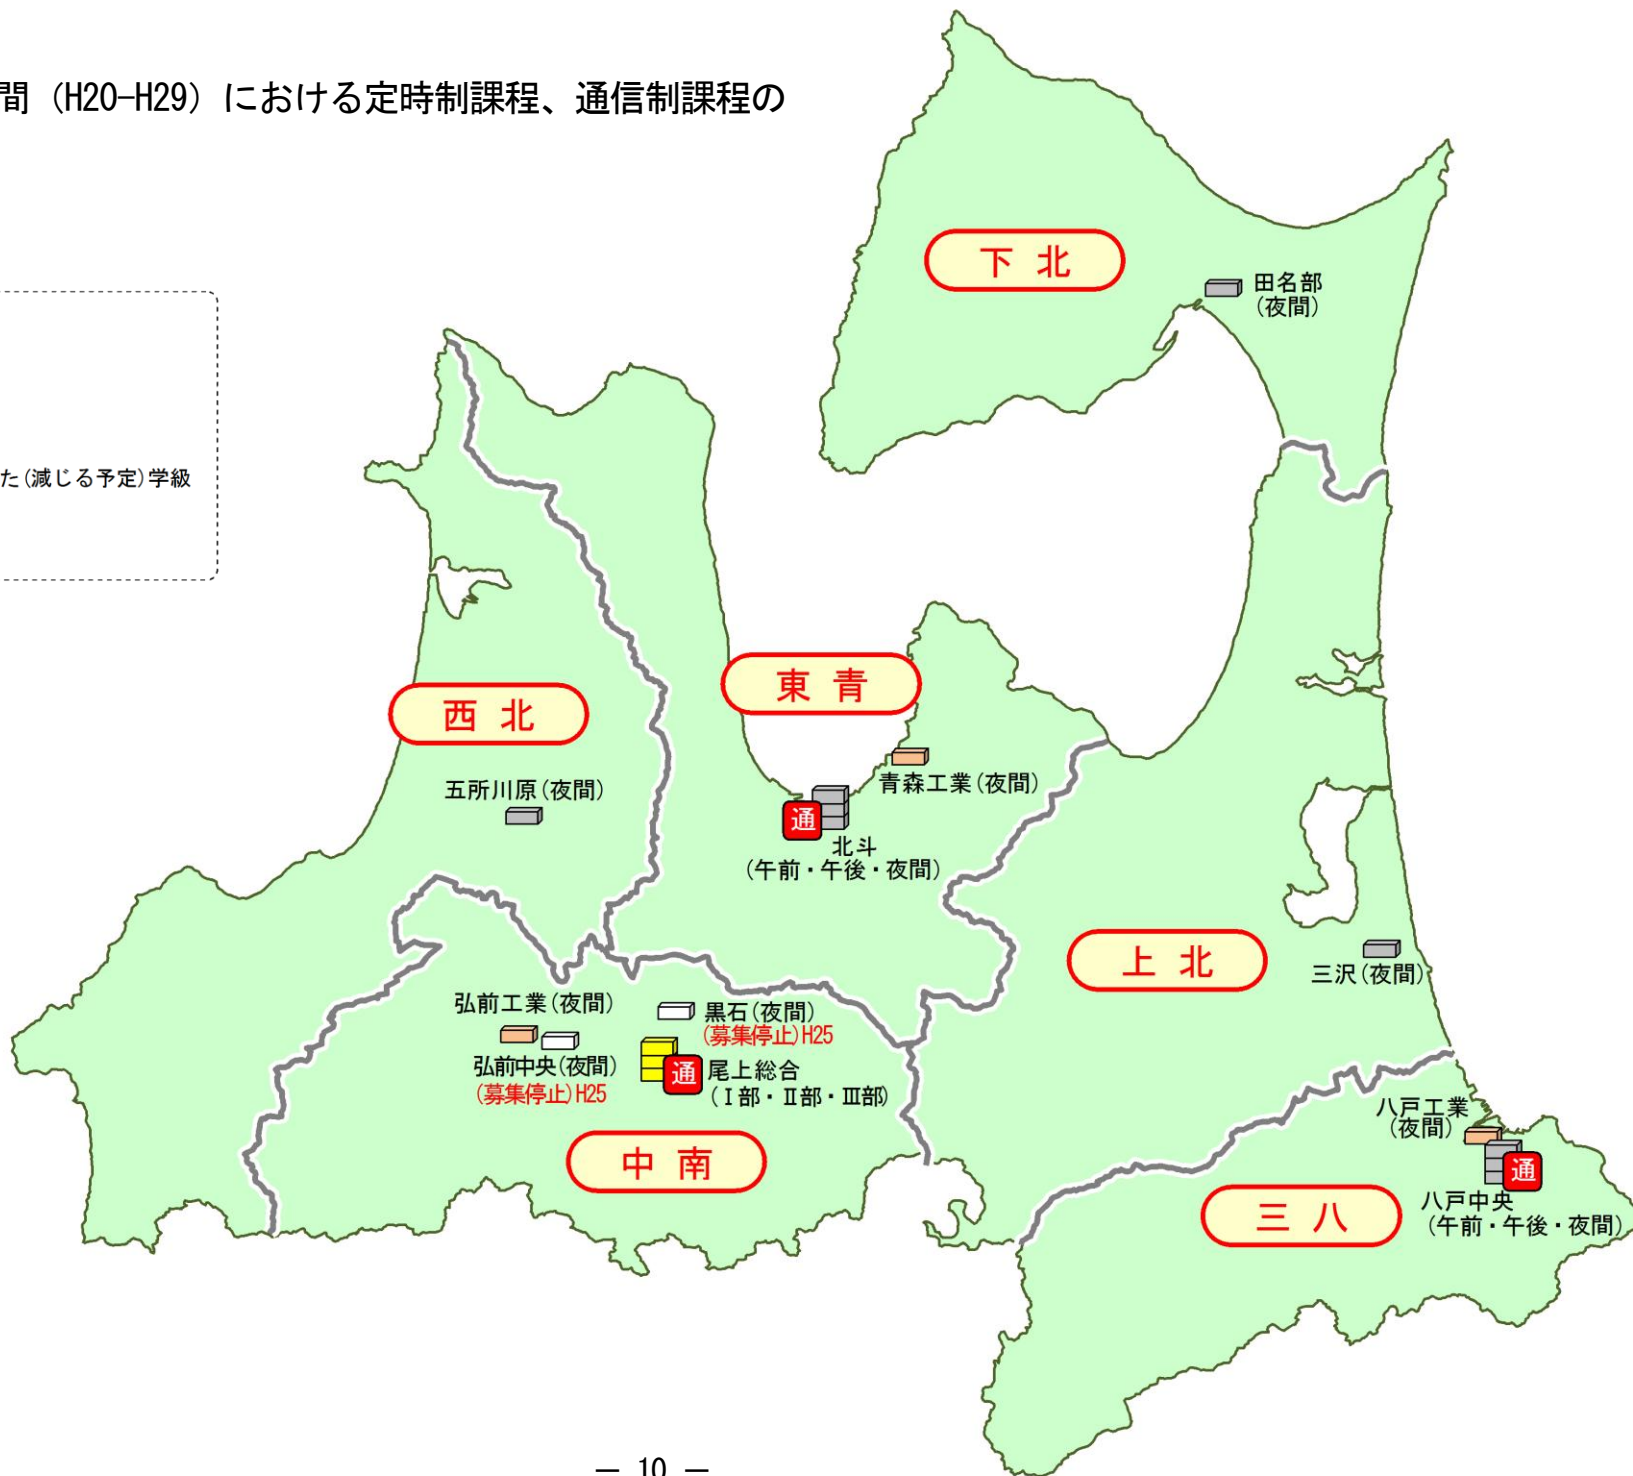 間（H20-H29）における定時制課程、通信制課程の
た(減じる予定)学級
下 北
田名部
(夜間)
東 青
西 北
青森工業(夜間)
五所川原(夜間)
通
北斗
(午前・午後・夜間)
上 北
三沢(夜間)
弘前工業(夜間)
黒石(夜間)
(募集停止)H25
弘前中央(夜間)
(募集停止)H25
通
尾上総合
(Ⅰ部・Ⅱ部・Ⅲ部)
中 南
八戸工業
(夜間)
通
八戸中央
(午前・午後・夜間)
三 八
－ 10 －